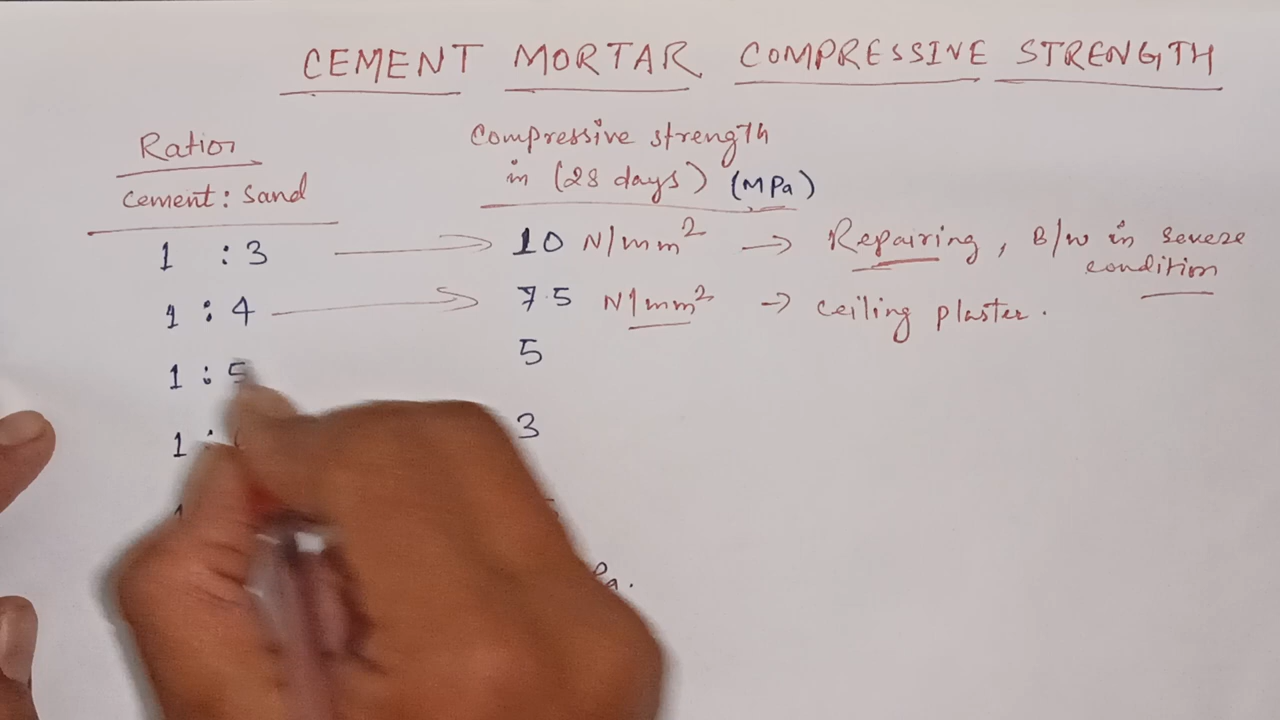 CEMENT MORTAR COMPRESSIVE STRENGTH
Ratior
Cement : Sand
Compressive strength
in (28 days) (MPa)
1 : 3 10 N/mm² → Repairing, B/W in severe
condition
1 : 4 7.5 N/mm² → Ceiling plaster.
1 : 5 5
1 : 3